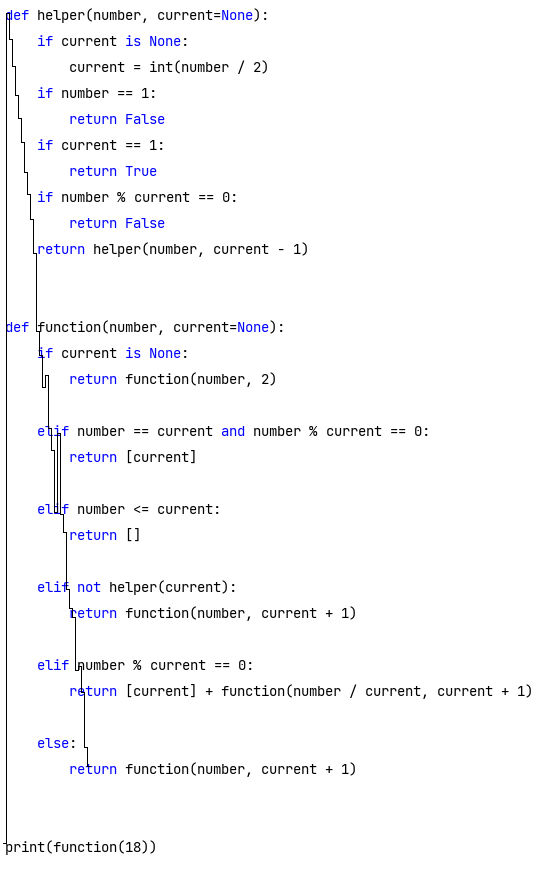 def helper(number, current=None):
    if current is None:
        current = int(number / 2)
    if number == 1:
        return False
    if current == 1:
        return True
    if number % current == 0:
        return False
    return helper(number, current - 1)
def function(number, current=None):
    if current is None:
        return function(number, 2)
    elif number == current and number % current == 0:
        return [current]
    elif number <= current:
        return []
    elif not helper(current):
        return function(number, current + 1)
    elif number % current == 0:
        return [current] + function(number / current, current + 1)
    else:
        return function(number, current + 1)
print(function(18))